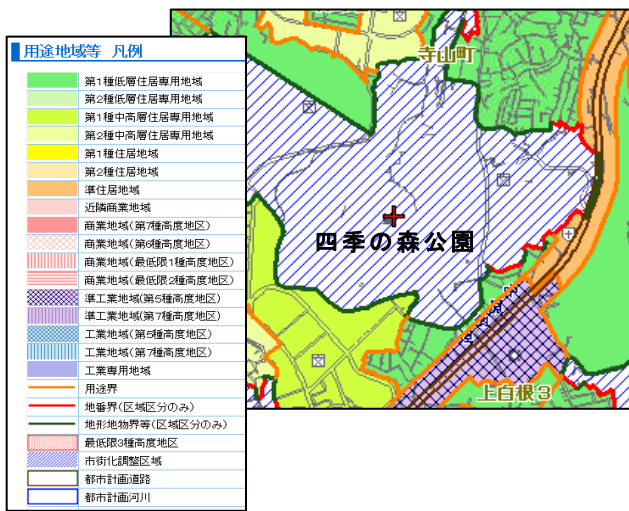 用途地域等 凡例
第1種低層住居専用地域
第2種低層住居専用地域
第1種中高層住居専用地域
第2種中高層住居専用地域
第1種住居地域
第2種住居地域
準住居地域
近隣商業地域
商業地域(第7種高度地区)
商業地域(第6種高度地区)
商業地域(最低限1種高度地区)
商業地域(最低限2種高度地区)
準工業地域(第5種高度地区)
準工業地域(第7種高度地区)
工業地域(第5種高度地区)
工業地域(第7種高度地区)
工業専用地域
用途界
地番界(区域区分のみ)
地形地物界等(区域区分のみ)
最低限3種高度地区
市街化調整区域
都市計画道路
都市計画河川
寺山町
四季の森公園
上白根3